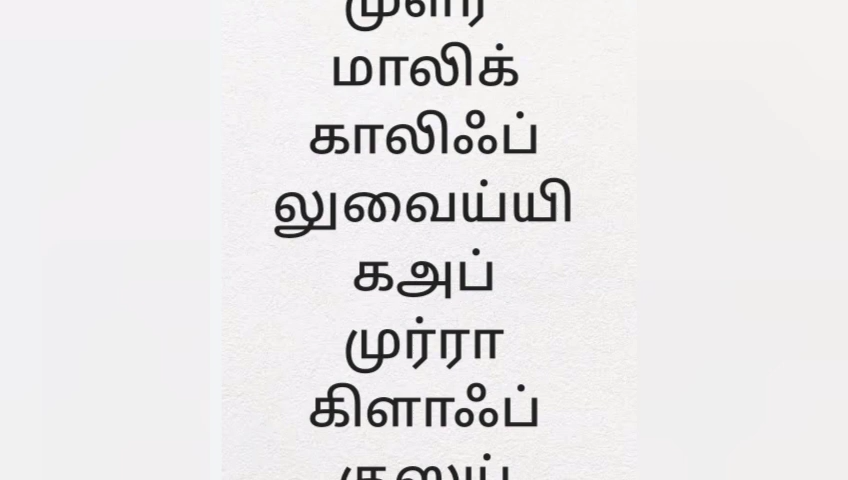 மாலிக்
காலிஃப்
லுவைய்யி
கஅப்
முர்ரா
கிளாஃப்